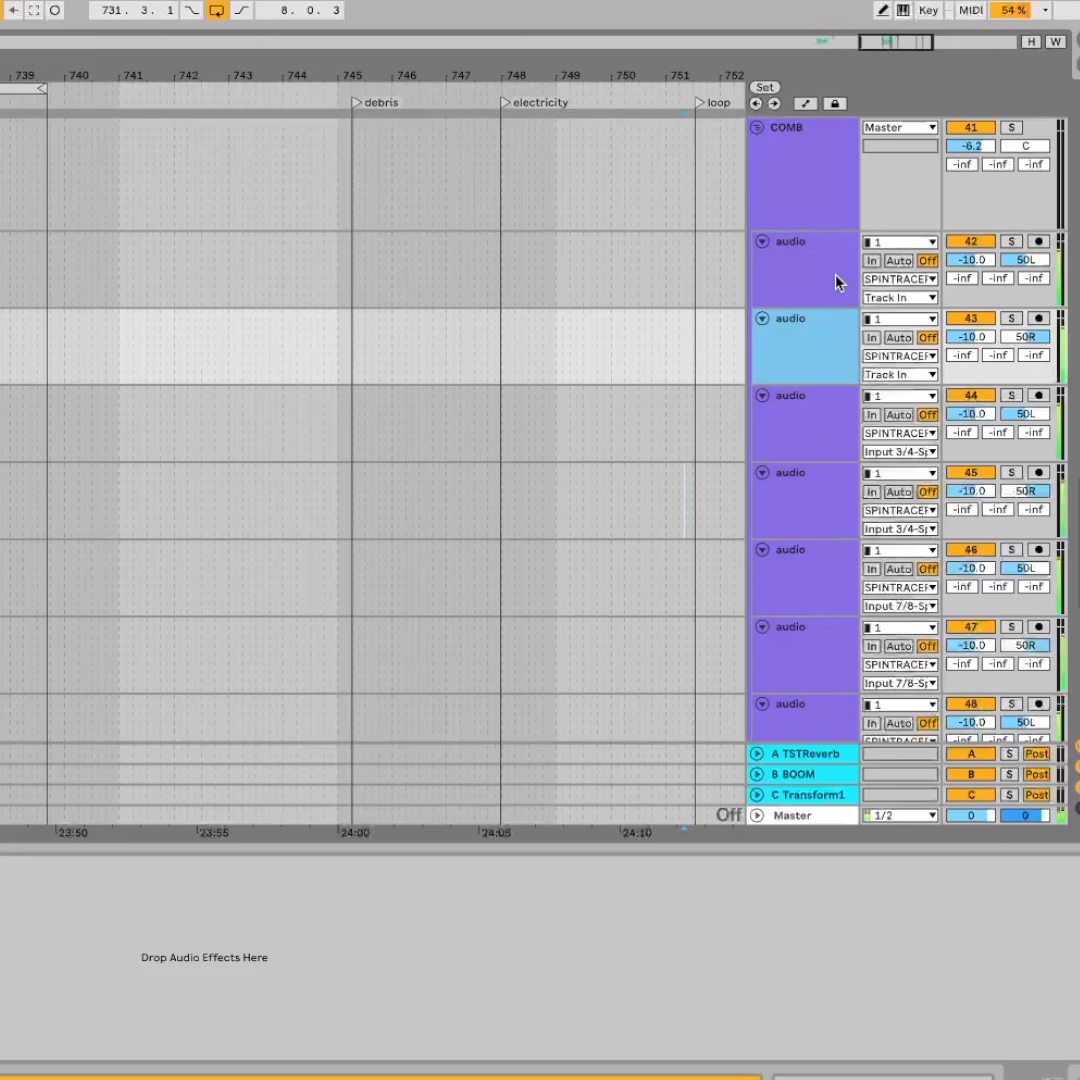 731. 3. 1 8. 0. 3 Key MIDI 54 %
H W
739 740 741 742 743 744 745 746 747 748 749 750 751 752
Set
debris electricity loop
COMB Master 41 S
-6.2 C
-inf -inf -inf
audio 1 42 S
In Auto Off -10.0 50L
SPINTRACEF -inf -inf -inf
Track In
audio 1 43 S
In Auto Off -10.0 50R
SPINTRACEF -inf -inf -inf
Track In
audio 1 44 S
In Auto Off -10.0 50L
SPINTRACEF -inf -inf -inf
Input 3/4-Sp
audio 1 45 S
In Auto Off -10.0 50R
SPINTRACEF -inf -inf -inf
Input 3/4-Sp
audio 1 46 S
In Auto Off -10.0 50L
SPINTRACEF -inf -inf -inf
Input 7/8-Sp
audio 1 47 S
In Auto Off -10.0 50R
SPINTRACEF -inf -inf -inf
Input 7/8-Sp
audio 1 48 S
In Auto Off -10.0 50L
SPINTRACEF -inf -inf -inf
A TSTReverb A S Post
B BOOM B S Post
C Transform1 C S Post
Off Master 1/2 0 0
23:50 23:55 24:00 24:05 24:10
Drop Audio Effects Here